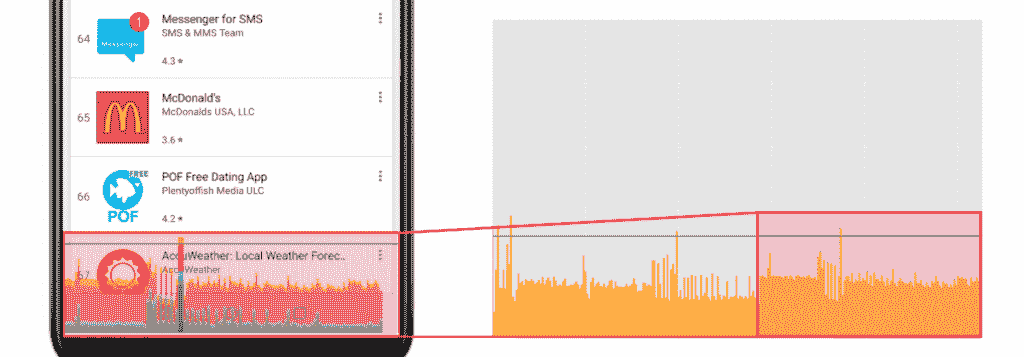 Messenger for SMS
SMS & MMS Team
64
Messenger
1
4.3 ★
McDonald's
McDonalds USA, LLC
65
3.6 ★
POF Free Dating App
Plentyoffish Media ULC
66
FREE
POF
4.2 ★
AccuWeather: Local Weather Forec...
AccuWeather